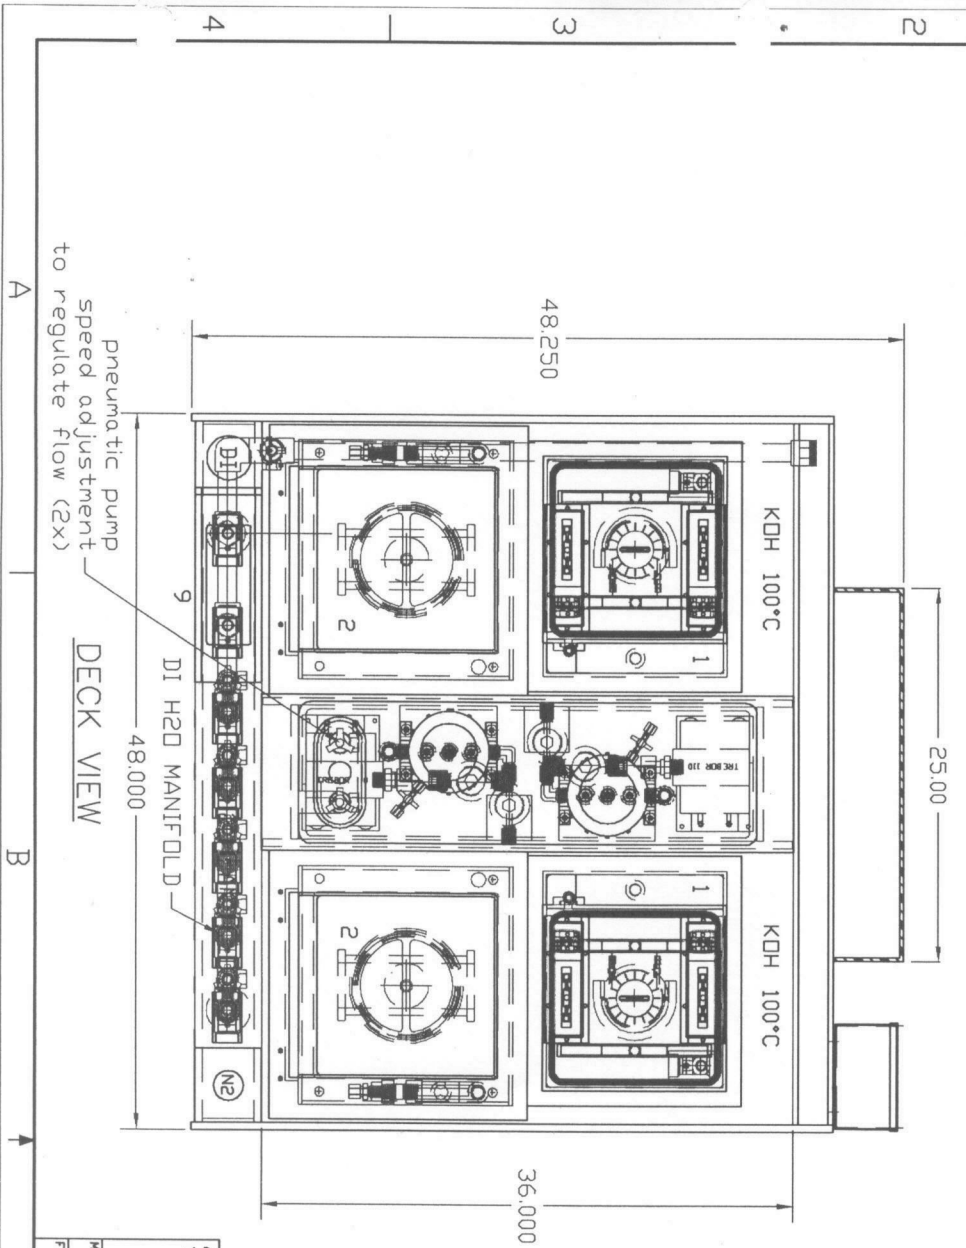 4
3
2
A
B
48.250
25.00
KOH 100°C
KOH 100°C
1
1
TREBOR 110
2
2
DI
9
N2
pneumatic pump
speed adjustment
to regulate flow (2x)
DI H2O MANIFOLD
48.000
36.000
DECK VIEW